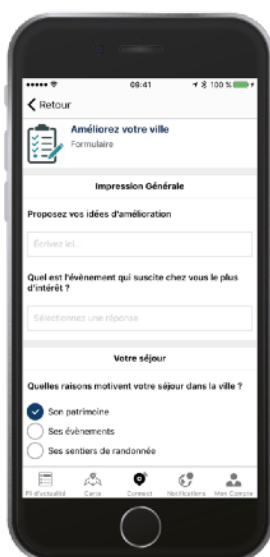 09:41
100 %
Retour
Améliorez votre ville
Formulaire
Impression Générale
Proposez vos idées d'amélioration
Écrivez ici...
Quel est l'évènement qui suscite chez vous le plus
d'intérêt ?
Sélectionnez une réponse
Votre séjour
Quelles raisons motivent votre séjour dans la ville ?
Son patrimoine
Ses évènements
Ses sentiers de randonnée
Fil d'actualité Carte Connect Notifications Mon Compte